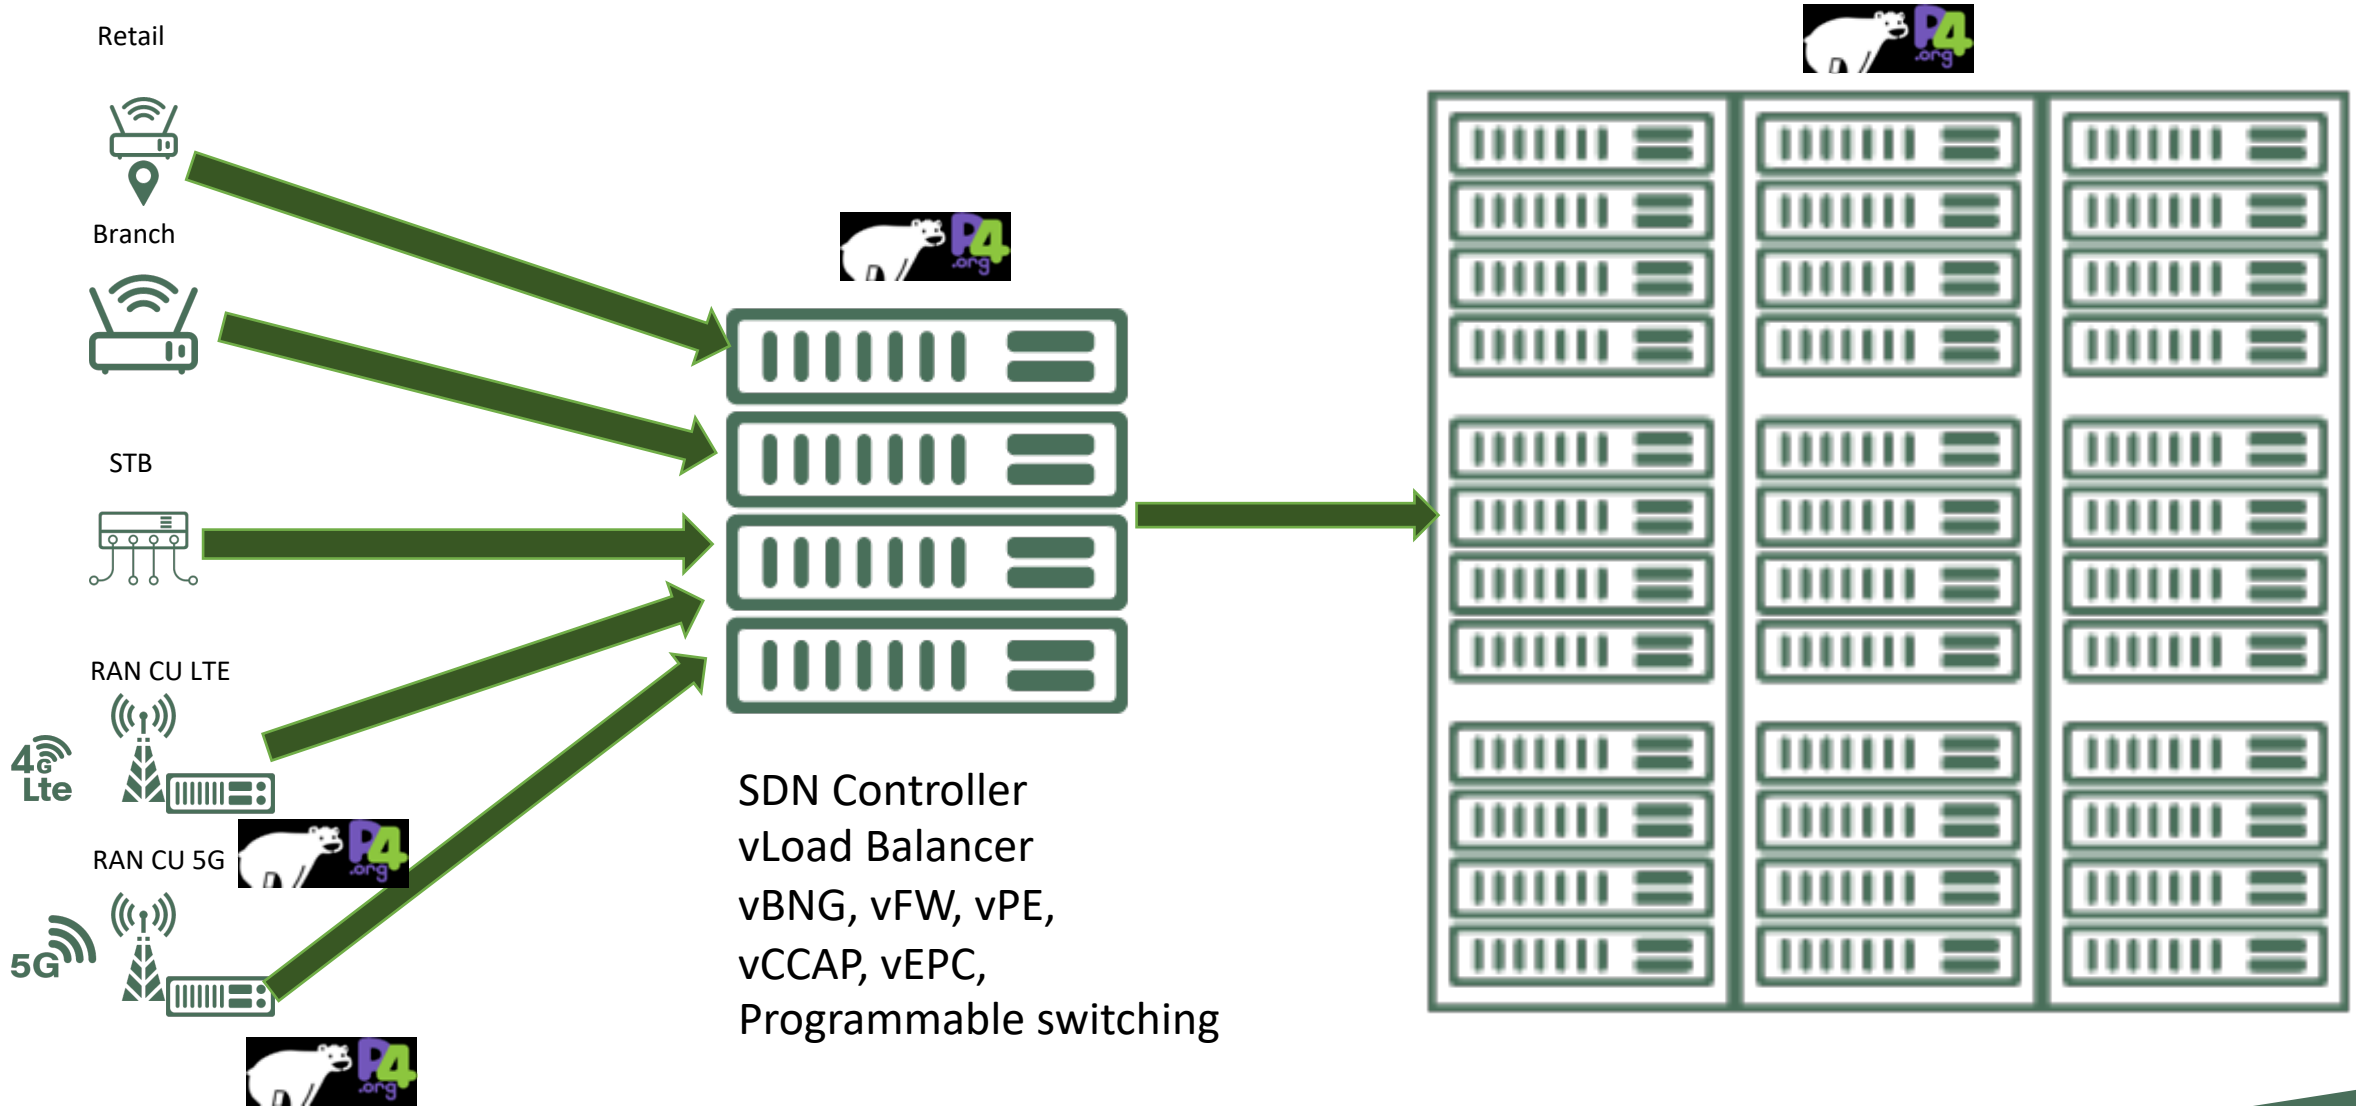 Retail
P4
.org
Branch
P4
.org
STB
RAN CU LTE
4G
Lte
SDN Controller
vLoad Balancer
P4
.org
RAN CU 5G
vBNG, vFW, vPE,
5G
vCCAP, vEPC,
Programmable switching
P4
.org